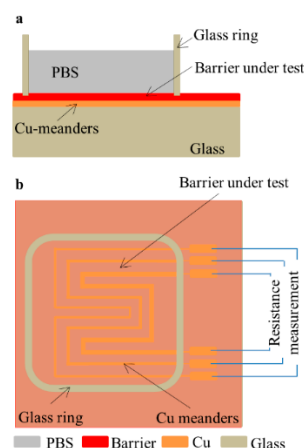 a
Glass ring
PBS
Barrier under test
Cu-meanders
Glass
b
Barrier under test
Resistance
measurement
Glass ring
Cu meanders
PBS
Barrier
Cu
Glass